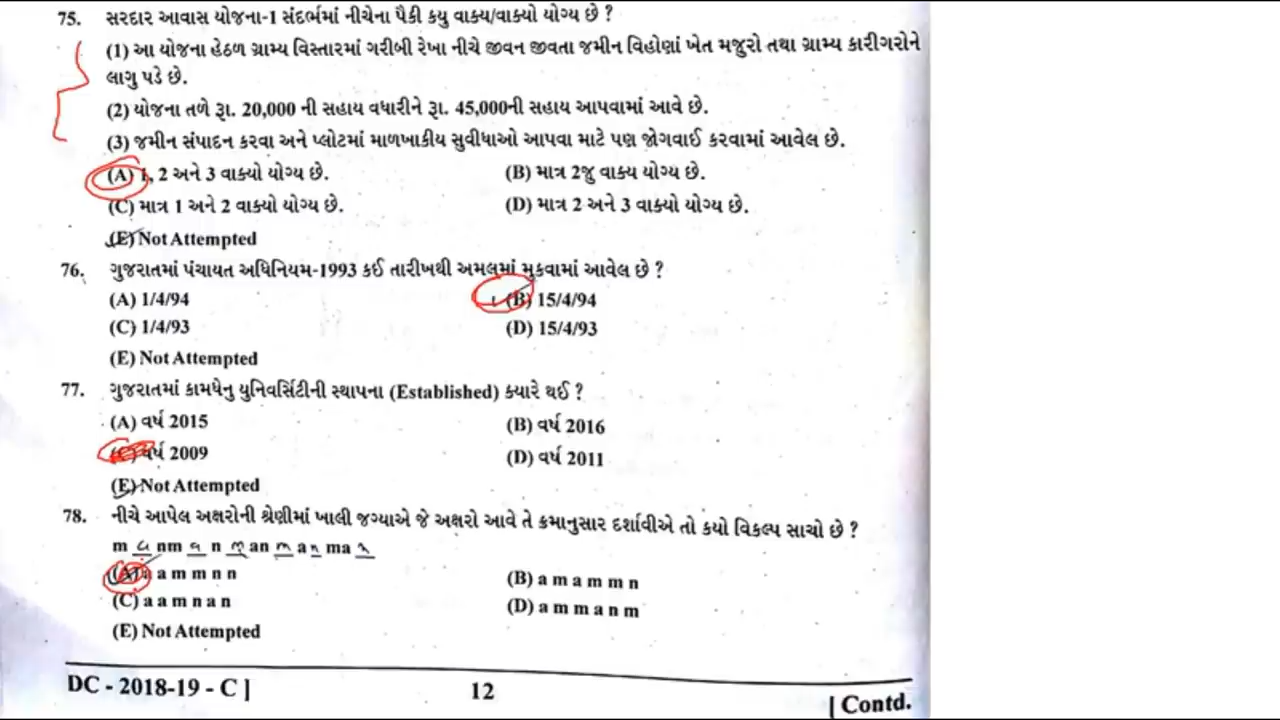 75. સરદાર આવાસ યોજના-1 સંદર્ભમાં નીચેના પૈકી કયુ વાક્ય/વાક્યો યોગ્ય છે ?
(1) આ યોજના હેઠળ ગ્રામ્ય વિસ્તારમાં ગરીબી રેખા નીચે જીવન જીવતા જમીન વિહોણાં ખેત મજુરો તથા ગ્રામ્ય કારીગરોને
લાગુ પડે છે.
(2) યોજના તળે રૂા. 20,000 ની સહાય વધારીને રૂા. 45,000ની સહાય આપવામાં આવે છે.
(3) જમીન સંપાદન કરવા અને પ્લોટમાં માળખાકીય સુવીધાઓ આપવા માટે પણ જોગવાઈ કરવામાં આવેલ છે.
(A) 1, 2 અને 3 વાક્યો યોગ્ય છે. (B) માત્ર 2જુ વાક્ય યોગ્ય છે.
(C) માત્ર 1 અને 2 વાક્યો યોગ્ય છે. (D) માત્ર 2 અને 3 વાક્યો યોગ્ય છે.
(E) Not Attempted
76. ગુજરાતમાં પંચાયત અધિનિયમ-1993 કઈ તારીખથી અમલમાં મુકવામાં આવેલ છે ?
(A) 1/4/94 (B) 15/4/94
(C) 1/4/93 (D) 15/4/93
(E) Not Attempted
77. ગુજરાતમાં કામધેનુ યુનિવર્સિટીની સ્થાપના (Established) ક્યારે થઈ ?
(A) વર્ષ 2015 (B) વર્ષ 2016
(C) વર્ષ 2009 (D) વર્ષ 2011
(E) Not Attempted
78. નીચે આપેલ અક્ષરોની શ્રેણીમાં ખાલી જગ્યાએ જે અક્ષરો આવે તે ક્રમાનુસાર દર્શાવીએ તો કયો વિકલ્પ સાચો છે ?
m a nm a n m an m a n ma n
(A) a a m m n n (B) a m a m m n
(C) a a m n a n (D) a m m a n m
(E) Not Attempted
DC - 2018-19 - C ] 12 [ Contd.